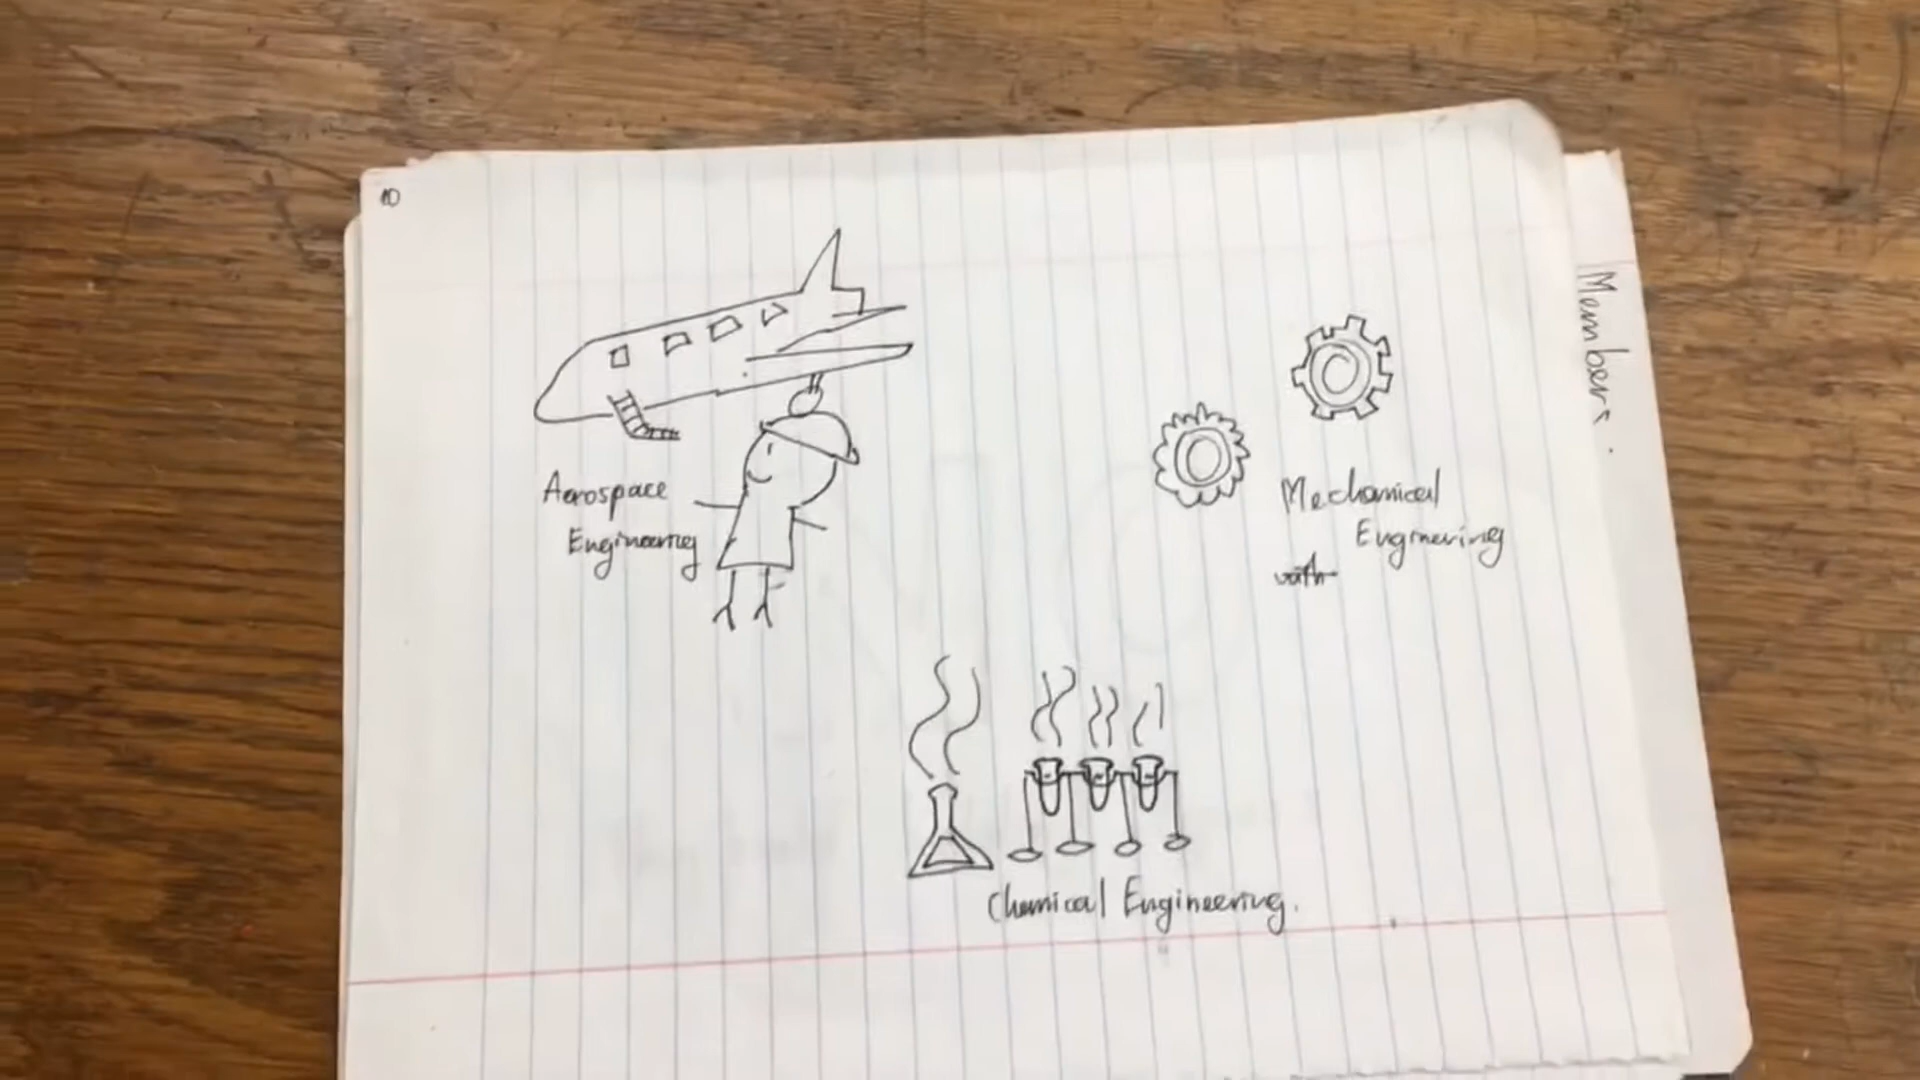 10
Aerospace
Engineering
Mechanical
Engineering
with
Chemical Engineering.
Members.